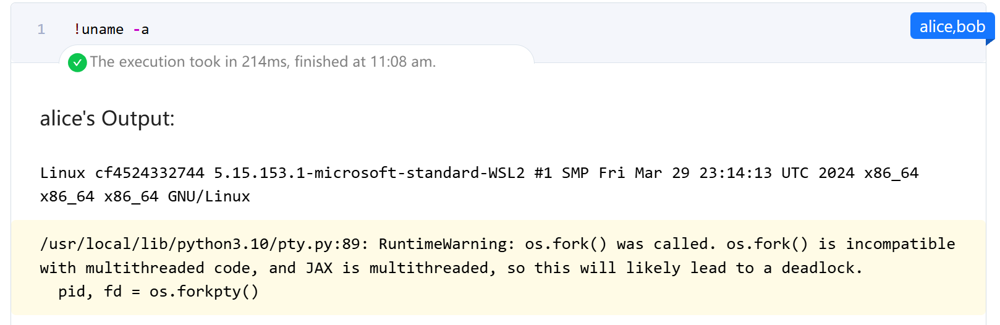 1 !uname -a
alice,bob
The execution took in 214ms, finished at 11:08 am.
alice's Output:
Linux cf4524332744 5.15.153.1-microsoft-standard-WSL2 #1 SMP Fri Mar 29 23:14:13 UTC 2024 x86_64
x86_64 x86_64 GNU/Linux
/usr/local/lib/python3.10/pty.py:89: RuntimeWarning: os.fork() was called. os.fork() is incompatible
with multithreaded code, and JAX is multithreaded, so this will likely lead to a deadlock.
  pid, fd = os.forkpty()